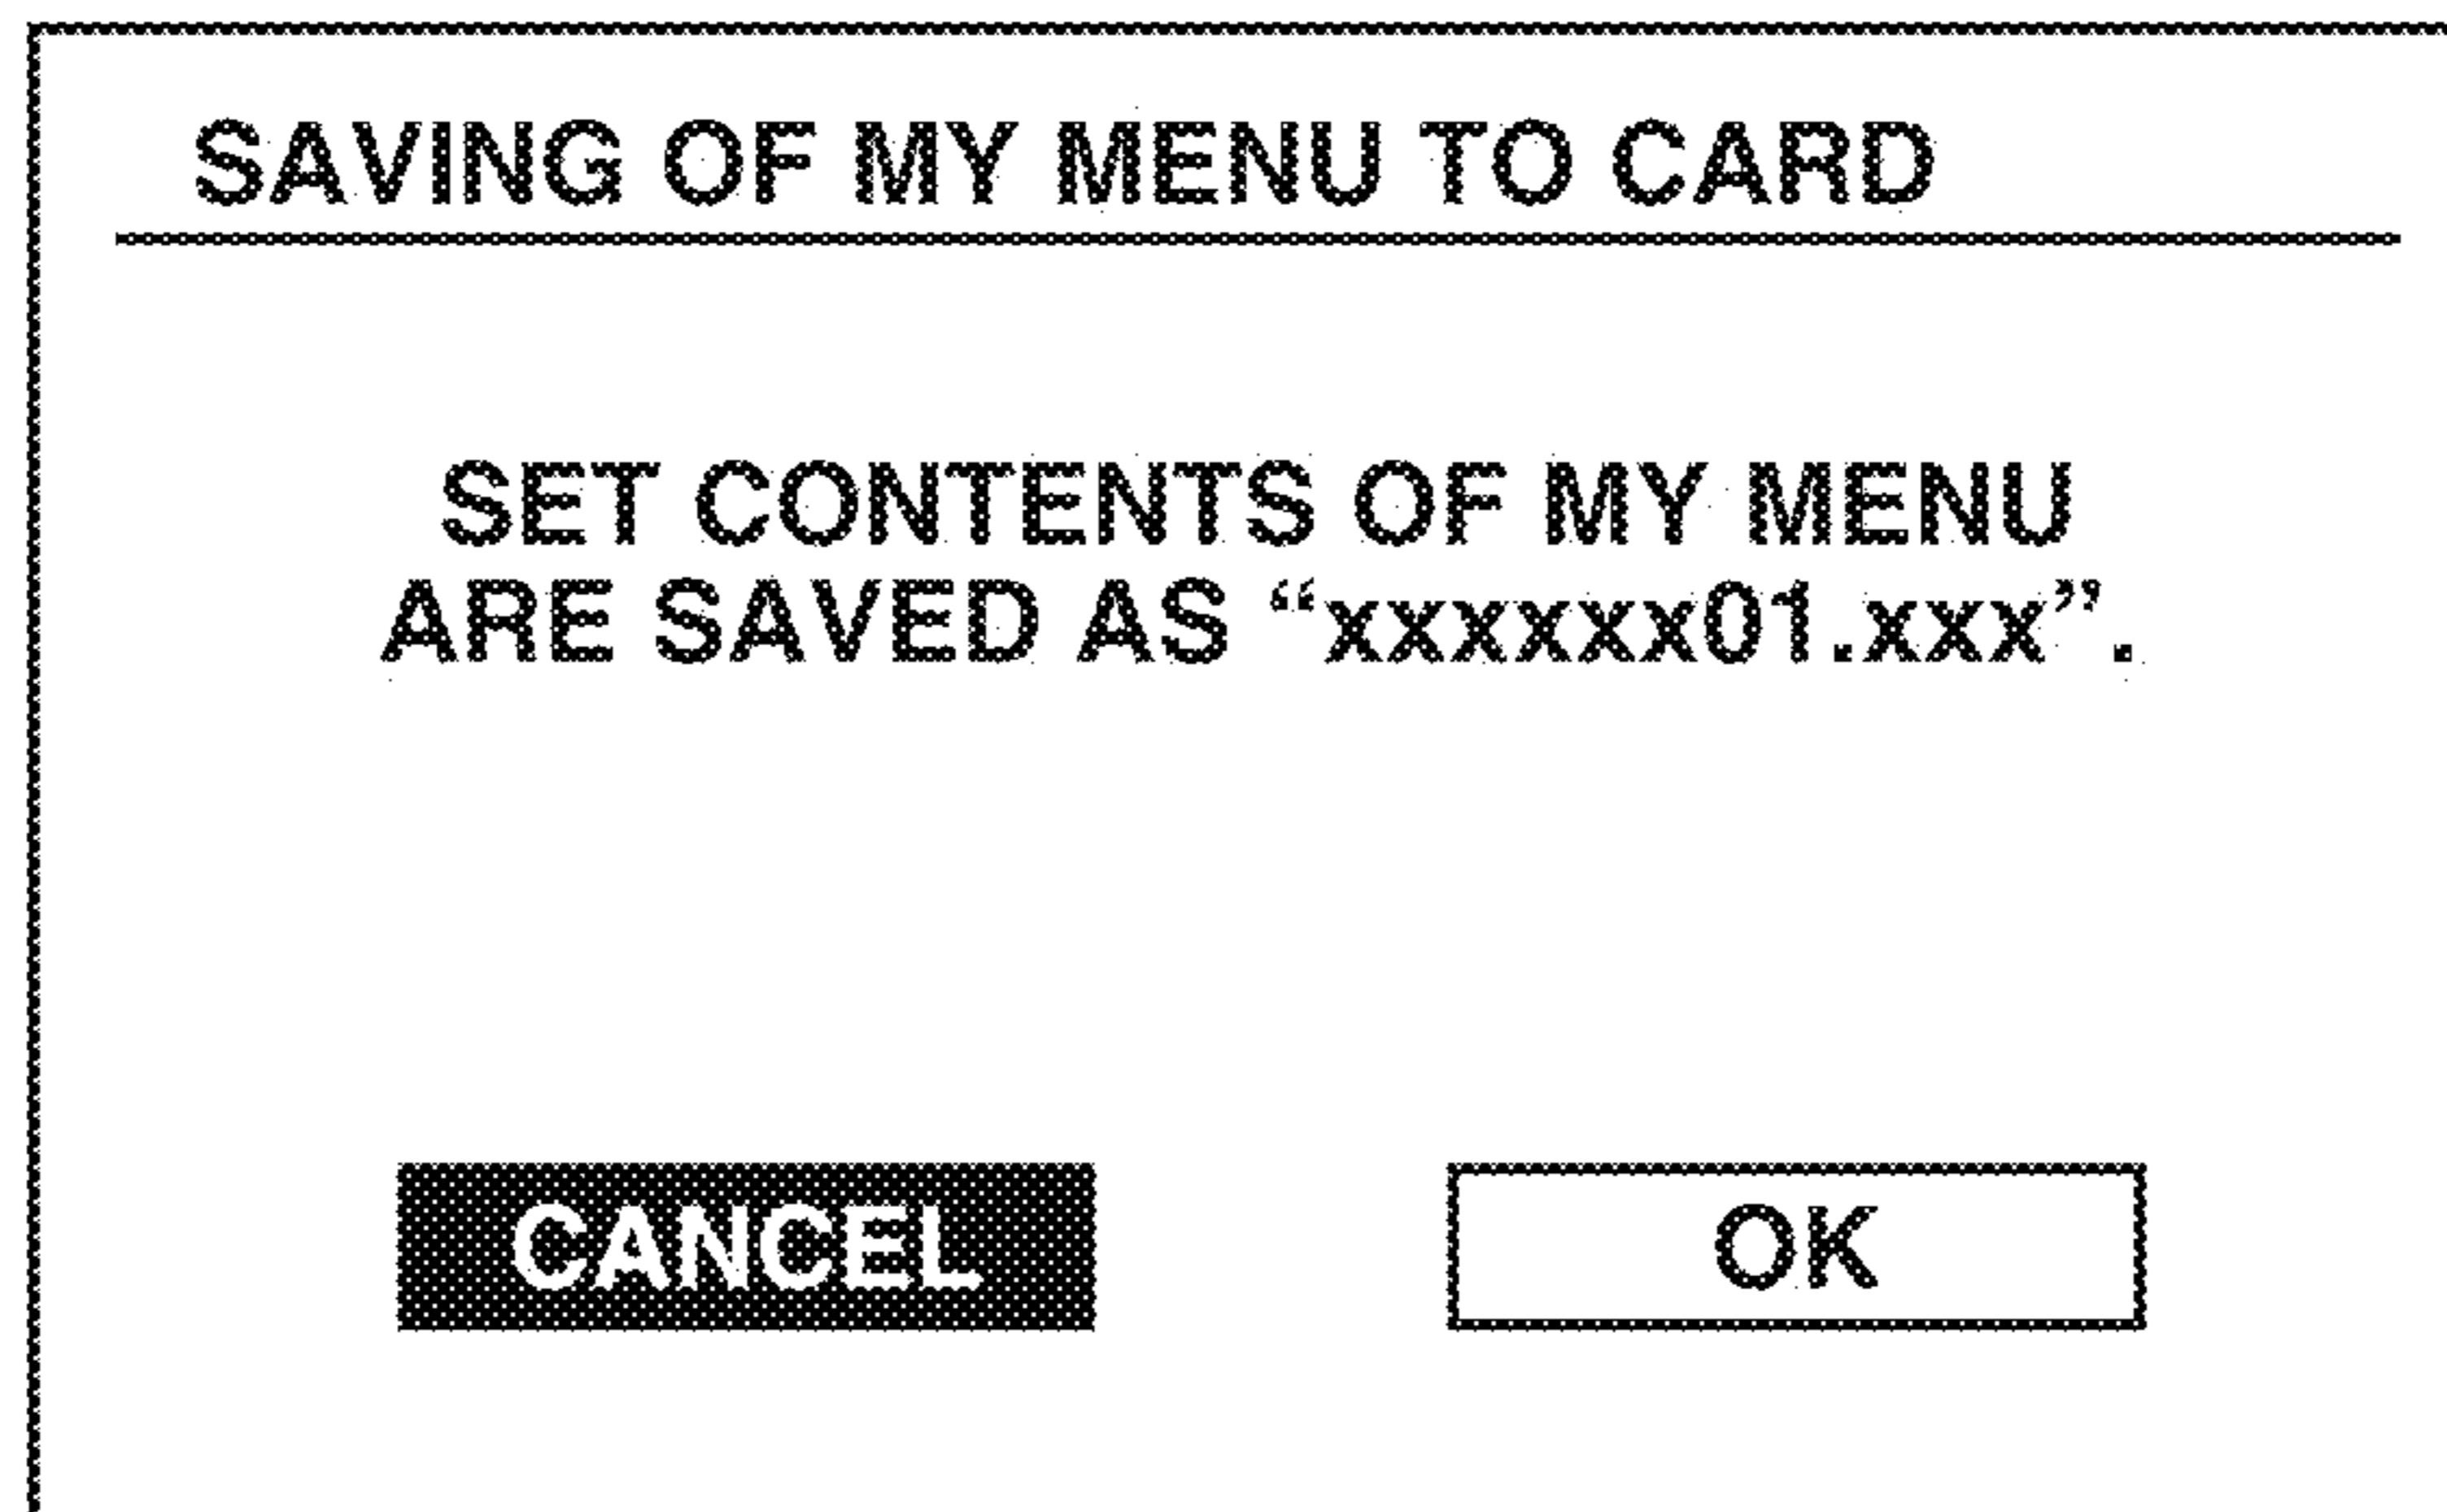 SAVING OF MY MENU TO CARD
SET CONTENTS OF MY MENU
ARE SAVED AS “xxxxxx01.xxx”.
CANCEL OK